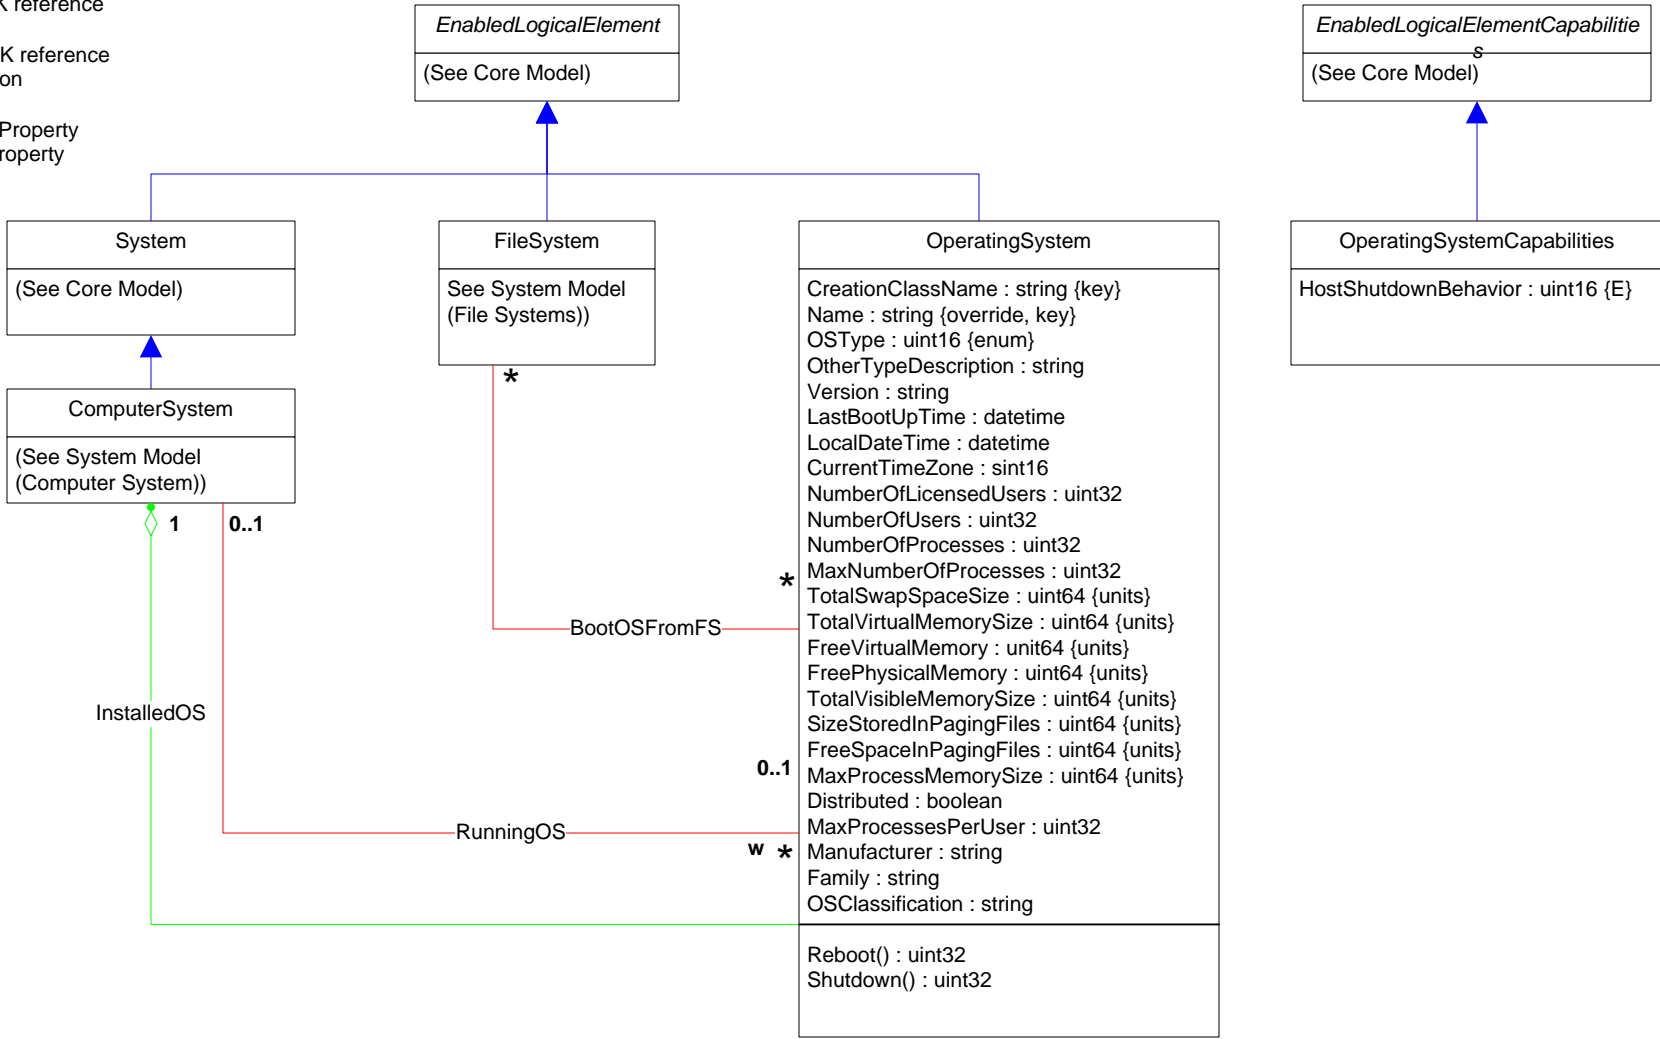 K reference
K reference
on
Property
roperty
EnabledLogicalElement
(See Core Model)
EnabledLogicalElementCapabilitie
s
(See Core Model)
System
(See Core Model)
FileSystem
See System Model
(File Systems))
OperatingSystem
CreationClassName : string {key}
Name : string {override, key}
OSType : uint16 {enum}
OtherTypeDescription : string
Version : string
LastBootUpTime : datetime
LocalDateTime : datetime
CurrentTimeZone : sint16
NumberOfLicensedUsers : uint32
NumberOfUsers : uint32
NumberOfProcesses : uint32
MaxNumberOfProcesses : uint32
TotalSwapSpaceSize : uint64 {units}
TotalVirtualMemorySize : uint64 {units}
FreeVirtualMemory : unit64 {units}
FreePhysicalMemory : uint64 {units}
TotalVisibleMemorySize : uint64 {units}
SizeStoredInPagingFiles : uint64 {units}
FreeSpaceInPagingFiles : uint64 {units}
MaxProcessMemorySize : uint64 {units}
Distributed : boolean
MaxProcessesPerUser : uint32
Manufacturer : string
Family : string
OSClassification : string
Reboot() : uint32
Shutdown() : uint32
OperatingSystemCapabilities
HostShutdownBehavior : uint16 {E}
ComputerSystem
(See System Model
(Computer System))
1
0..1
*
*
BootOSFromFS
InstalledOS
0..1
RunningOS
w *